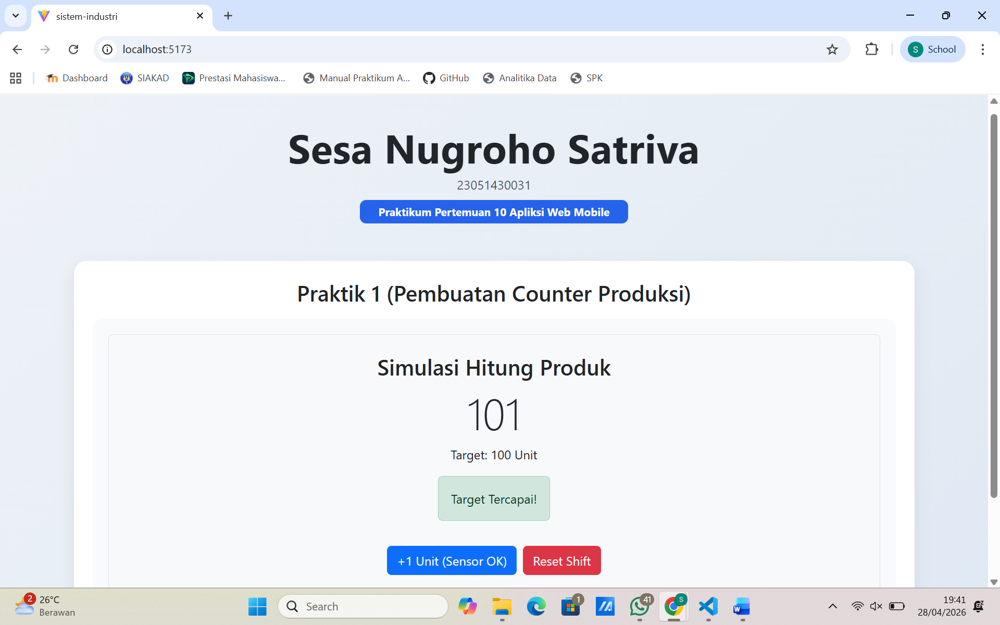 sistem-industri
localhost:5173
School
Dashboard
SIAKAD
Prestasi Mahasiswa...
Manual Praktikum A...
GitHub
Analitika Data
SPK
Sesa Nugroho Satriva
23051430031
Praktikum Pertemuan 10 Apliksi Web Mobile
Praktik 1 (Pembuatan Counter Produksi)
Simulasi Hitung Produk
101
Target: 100 Unit
Target Tercapai!
+1 Unit (Sensor OK)
Reset Shift
2
26°C
Berawan
Search
1
41
S
19:41
28/04/2026